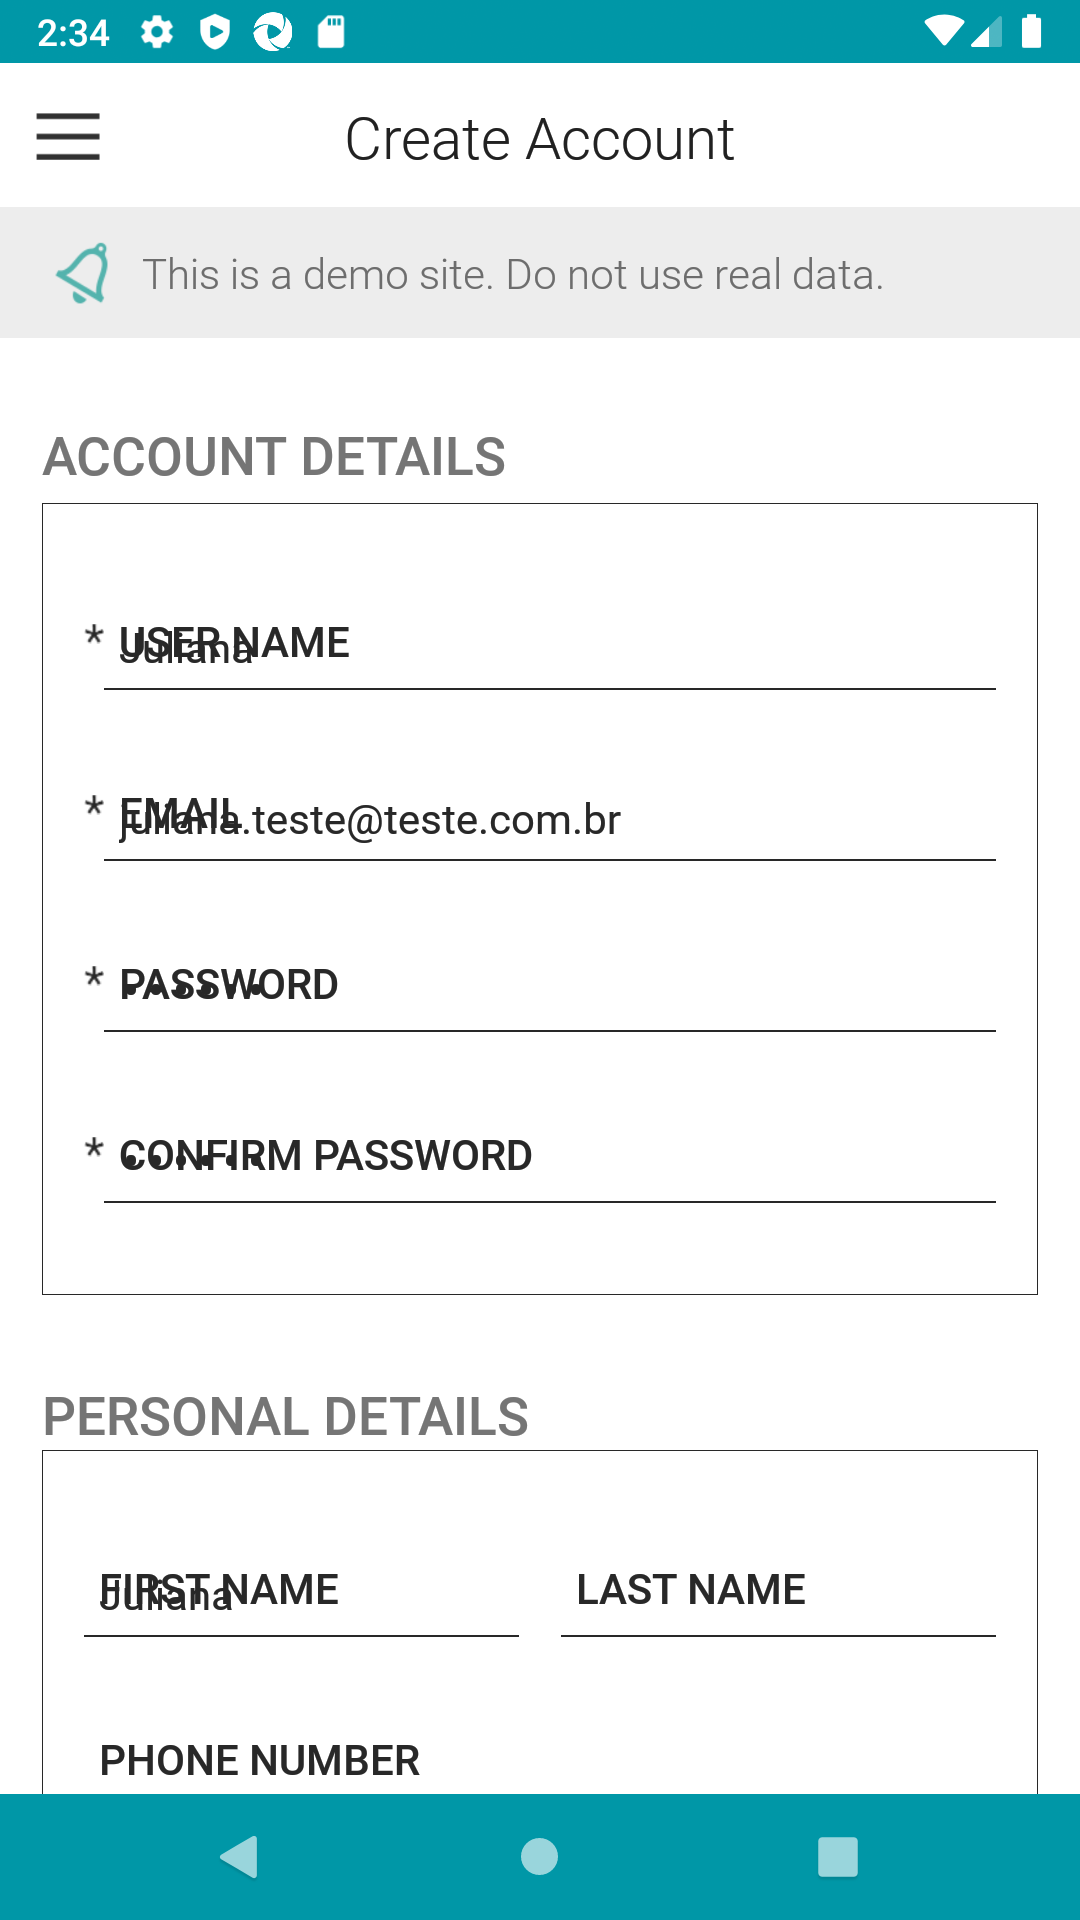 2:34
Create Account
This is a demo site. Do not use real data.
ACCOUNT DETAILS
* USER NAME
Juliana
* EMAIL
juliana.teste@teste.com.br
* PASSWORD
••••••
* CONFIRM PASSWORD
••••••
PERSONAL DETAILS
FIRST NAME
Juliana
LAST NAME
PHONE NUMBER